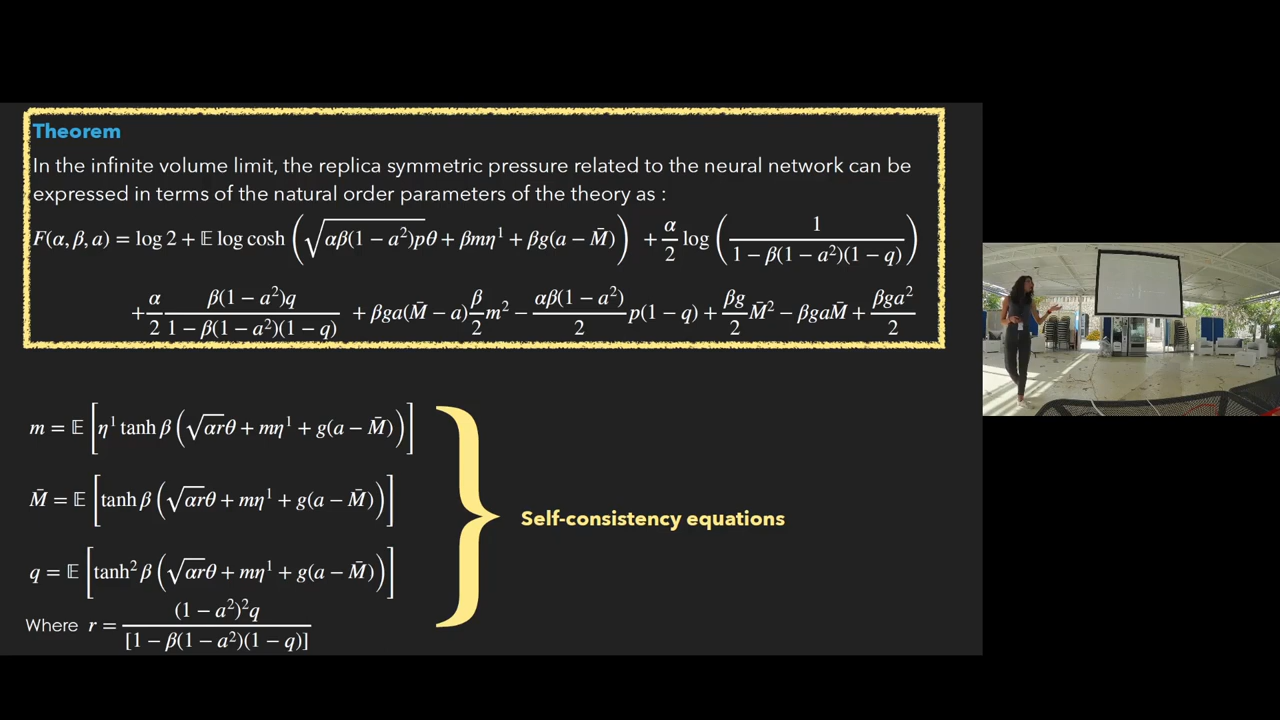 Theorem
In the infinite volume limit, the replica symmetric pressure related to the neural network can be
expressed in terms of the natural order parameters of the theory as :
F(α, β, a) = log 2 + 𝔼 log cosh (√(αβ(1 − a²)p)θ + βmη¹ + βg(a − M̄)) + α/2 log (1/(1 − β(1 − a²)(1 − q)))
+ α/2 β(1 − a²)q/(1 − β(1 − a²)(1 − q)) + βga(M̄ − a) β/2 m² − αβ(1 − a²)/2 p(1 − q) + βg/2 M̄² − βgaM̄ + βga²/2
m = 𝔼 [η¹ tanh β (√(αr)θ + mη¹ + g(a − M̄))]
M̄ = 𝔼 [tanh β (√(αr)θ + mη¹ + g(a − M̄))]
Self-consistency equations
q = 𝔼 [tanh² β (√(αr)θ + mη¹ + g(a − M̄))]
Where r = (1 − a²)²q/[1 − β(1 − a²)(1 − q)]